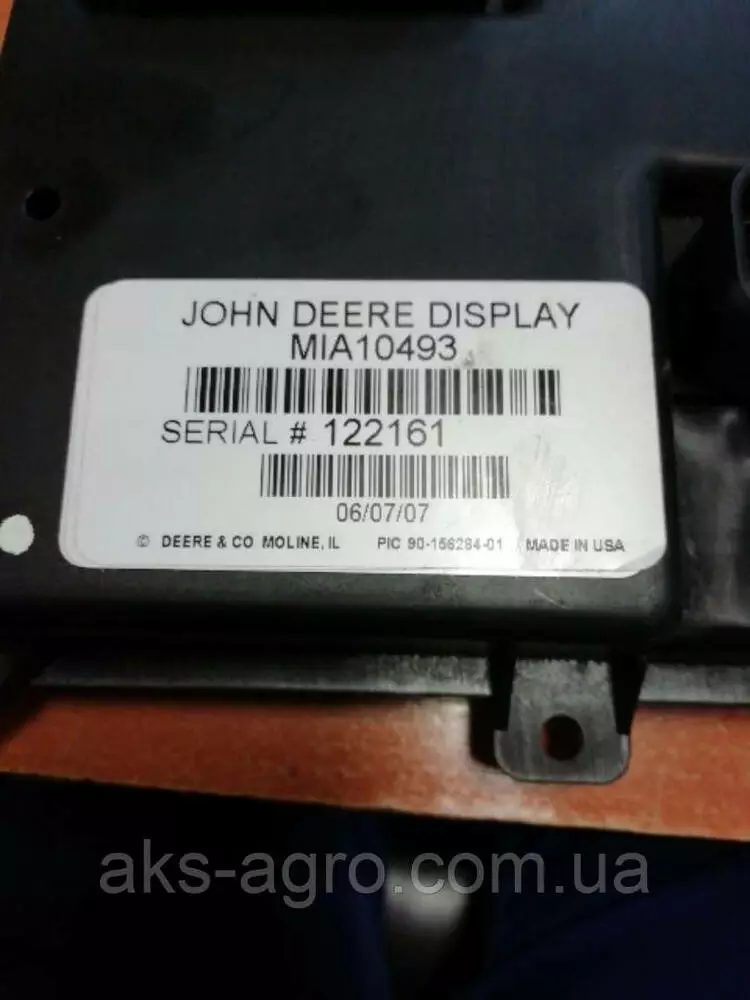 JOHN DEERE DISPLAY
MIA10493
SERIAL # 122161
06/07/07
© DEERE & CO MOLINE, IL PIC 90-156284-01 MADE IN USA
aks-agro.com.ua